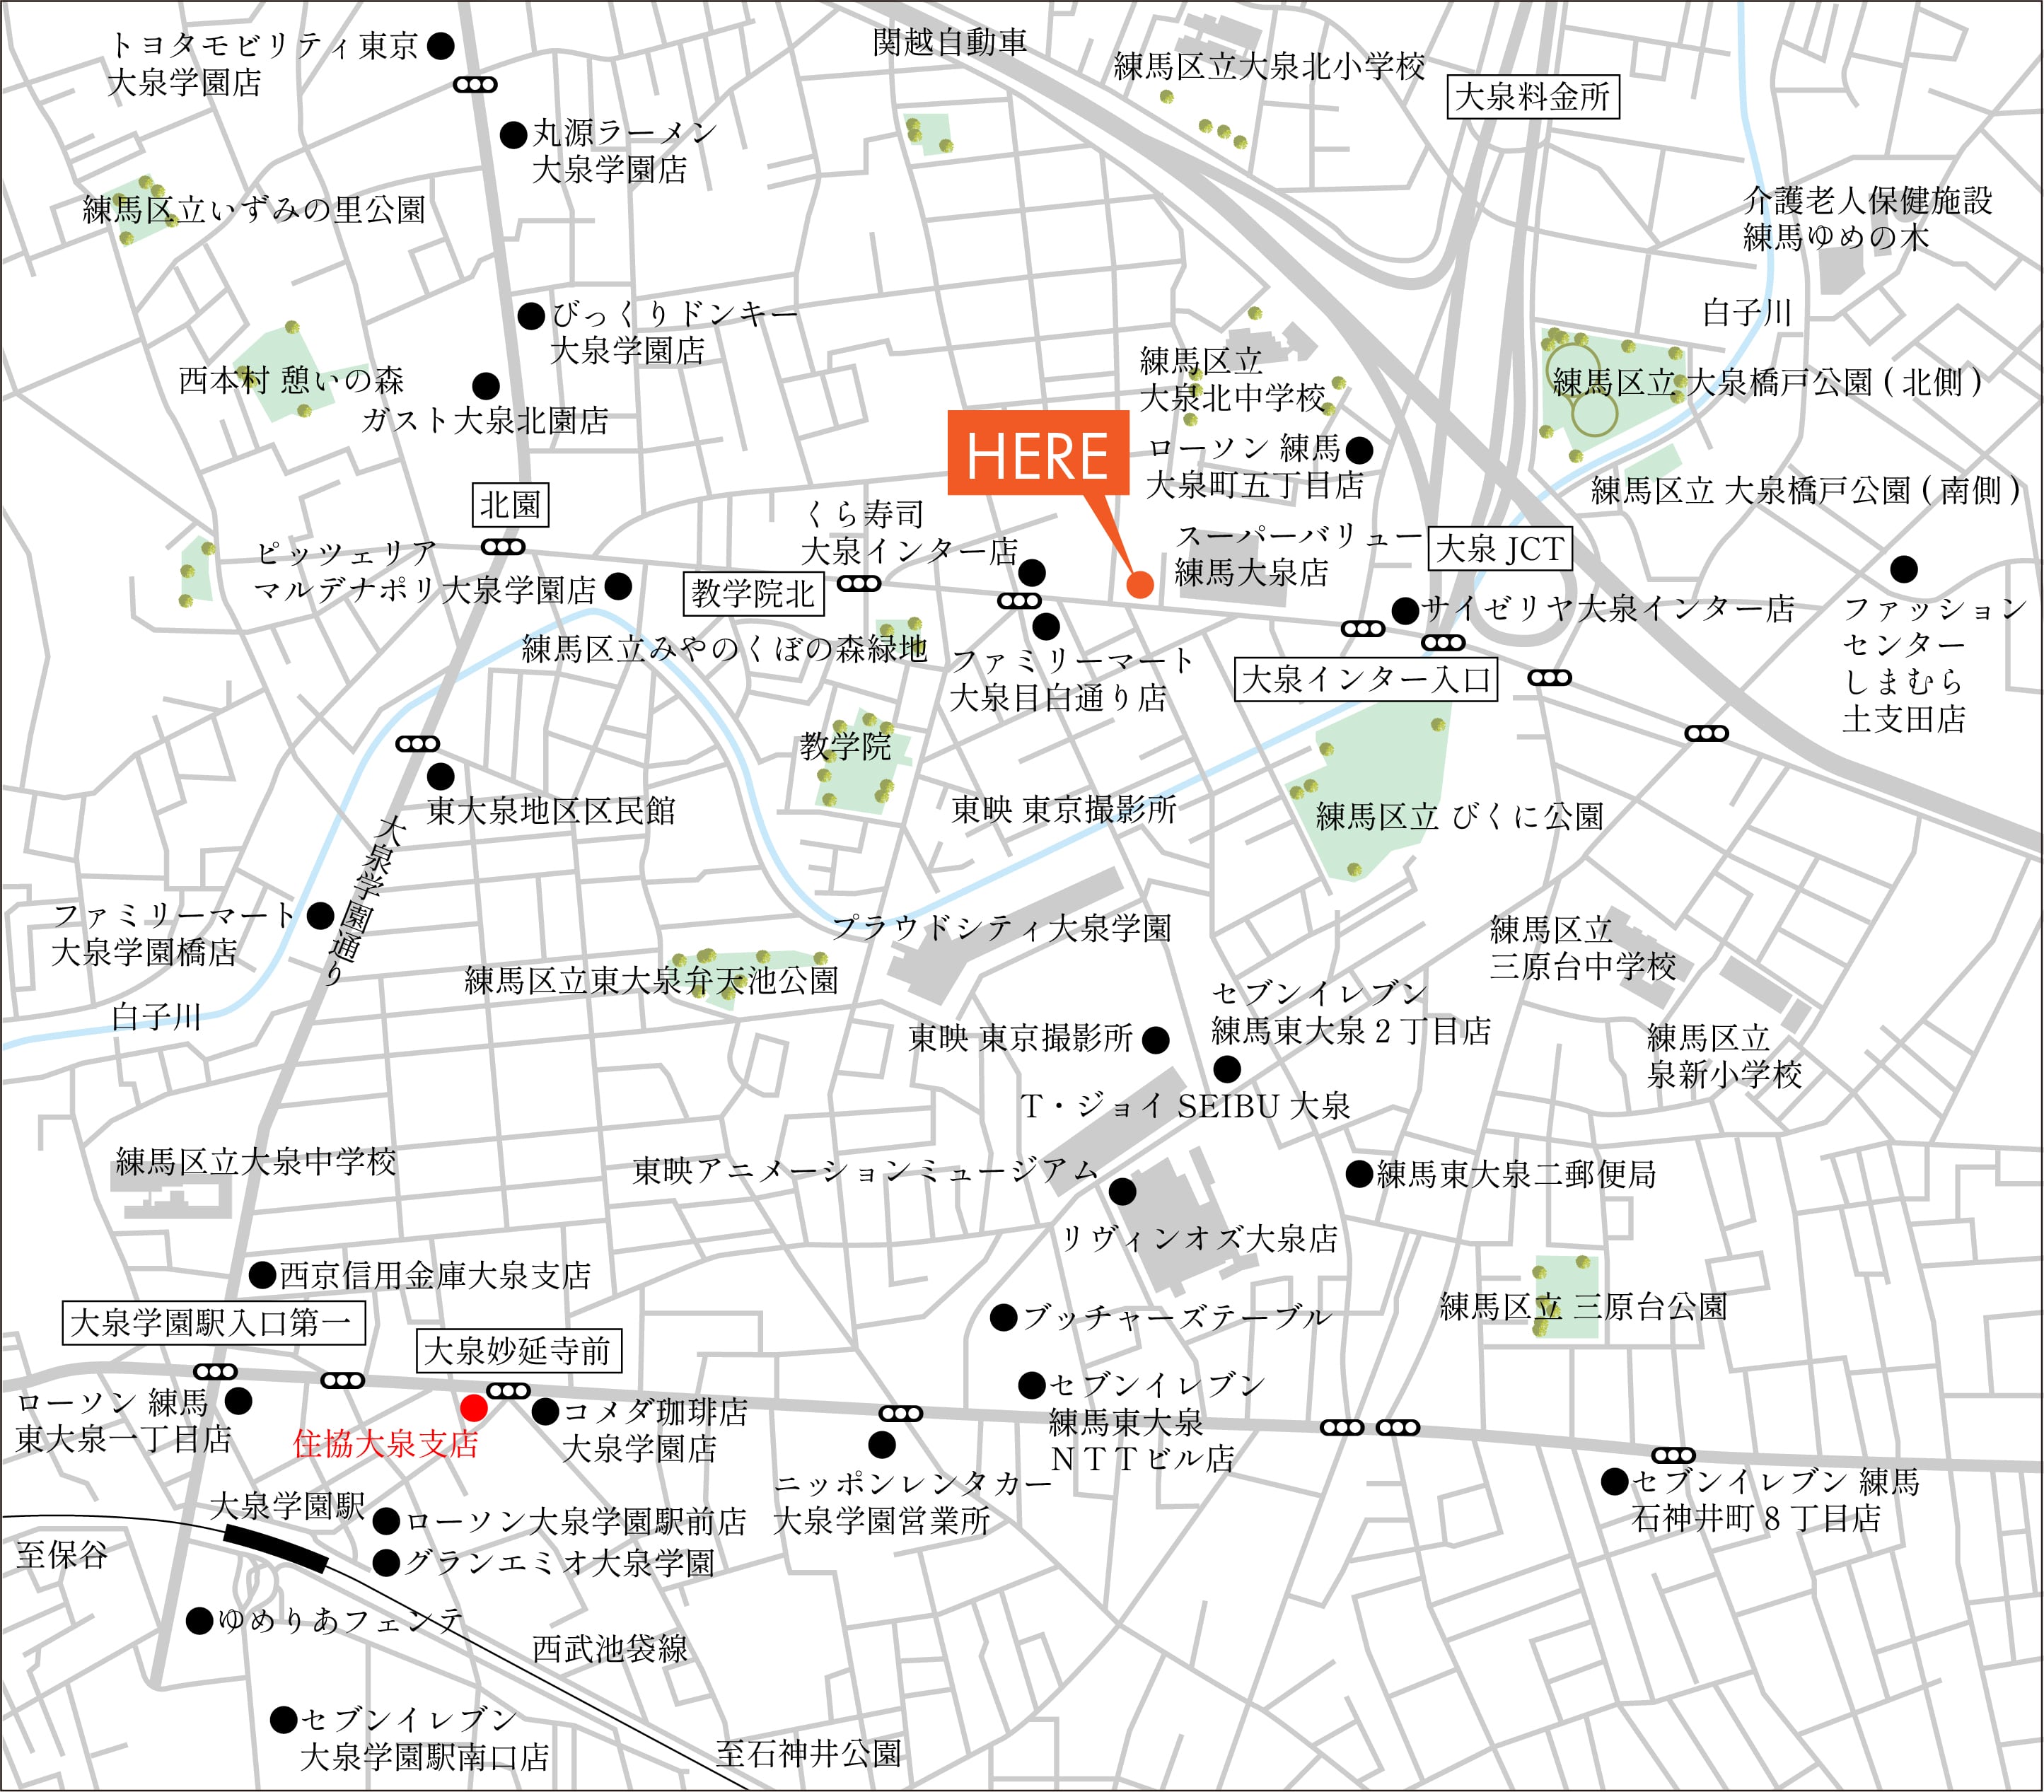 トヨタモビリティ東京
大泉学園店
関越自動車
練馬区立大泉北小学校
大泉料金所
丸源ラーメン
大泉学園店
練馬区立いずみの里公園
介護老人保健施設
練馬ゆめの木
白子川
びっくりドンキー
大泉学園店
西本村 憩いの森
ガスト大泉北園店
練馬区立
大泉北中学校
練馬区立 大泉橋戸公園(北側)
HERE
ローソン 練馬
大泉町五丁目店
練馬区立 大泉橋戸公園(南側)
北園
くら寿司
大泉インター店
スーパーバリュー
練馬大泉店
大泉JCT
ピッツェリア
マルデナポリ大泉学園店
教学院北
サイゼリヤ大泉インター店
ファッション
センター
しまむら
土支田店
練馬区立みやのくぼの森緑地
ファミリーマート
大泉目白通り店
大泉インター入口
教学院
東大泉地区区民館
東映 東京撮影所
練馬区立 びくに公園
大泉学園通り
ファミリーマート
大泉学園橋店
プラウドシティ大泉学園
練馬区立
三原台中学校
練馬区立東大泉弁天池公園
白子川
セブンイレブン
練馬東大泉2丁目店
東映 東京撮影所
練馬区立
泉新小学校
T・ジョイSEIBU大泉
練馬区立大泉中学校
東映アニメーションミュージアム
練馬東大泉二郵便局
リヴィンオズ大泉店
西京信用金庫大泉支店
大泉学園駅入口第一
大泉妙延寺前
ブッチャーズテーブル
練馬区立 三原台公園
ローソン 練馬
東大泉一丁目店
住協大泉支店
コメダ珈琲店
大泉学園店
セブンイレブン
練馬東大泉
NTTビル店
ニッポンレンタカー
大泉学園営業所
セブンイレブン 練馬
石神井町8丁目店
大泉学園駅
ローソン大泉学園駅前店
至保谷
グランエミオ大泉学園
ゆめりあフェンテ
西武池袋線
セブンイレブン
大泉学園駅南口店
至石神井公園